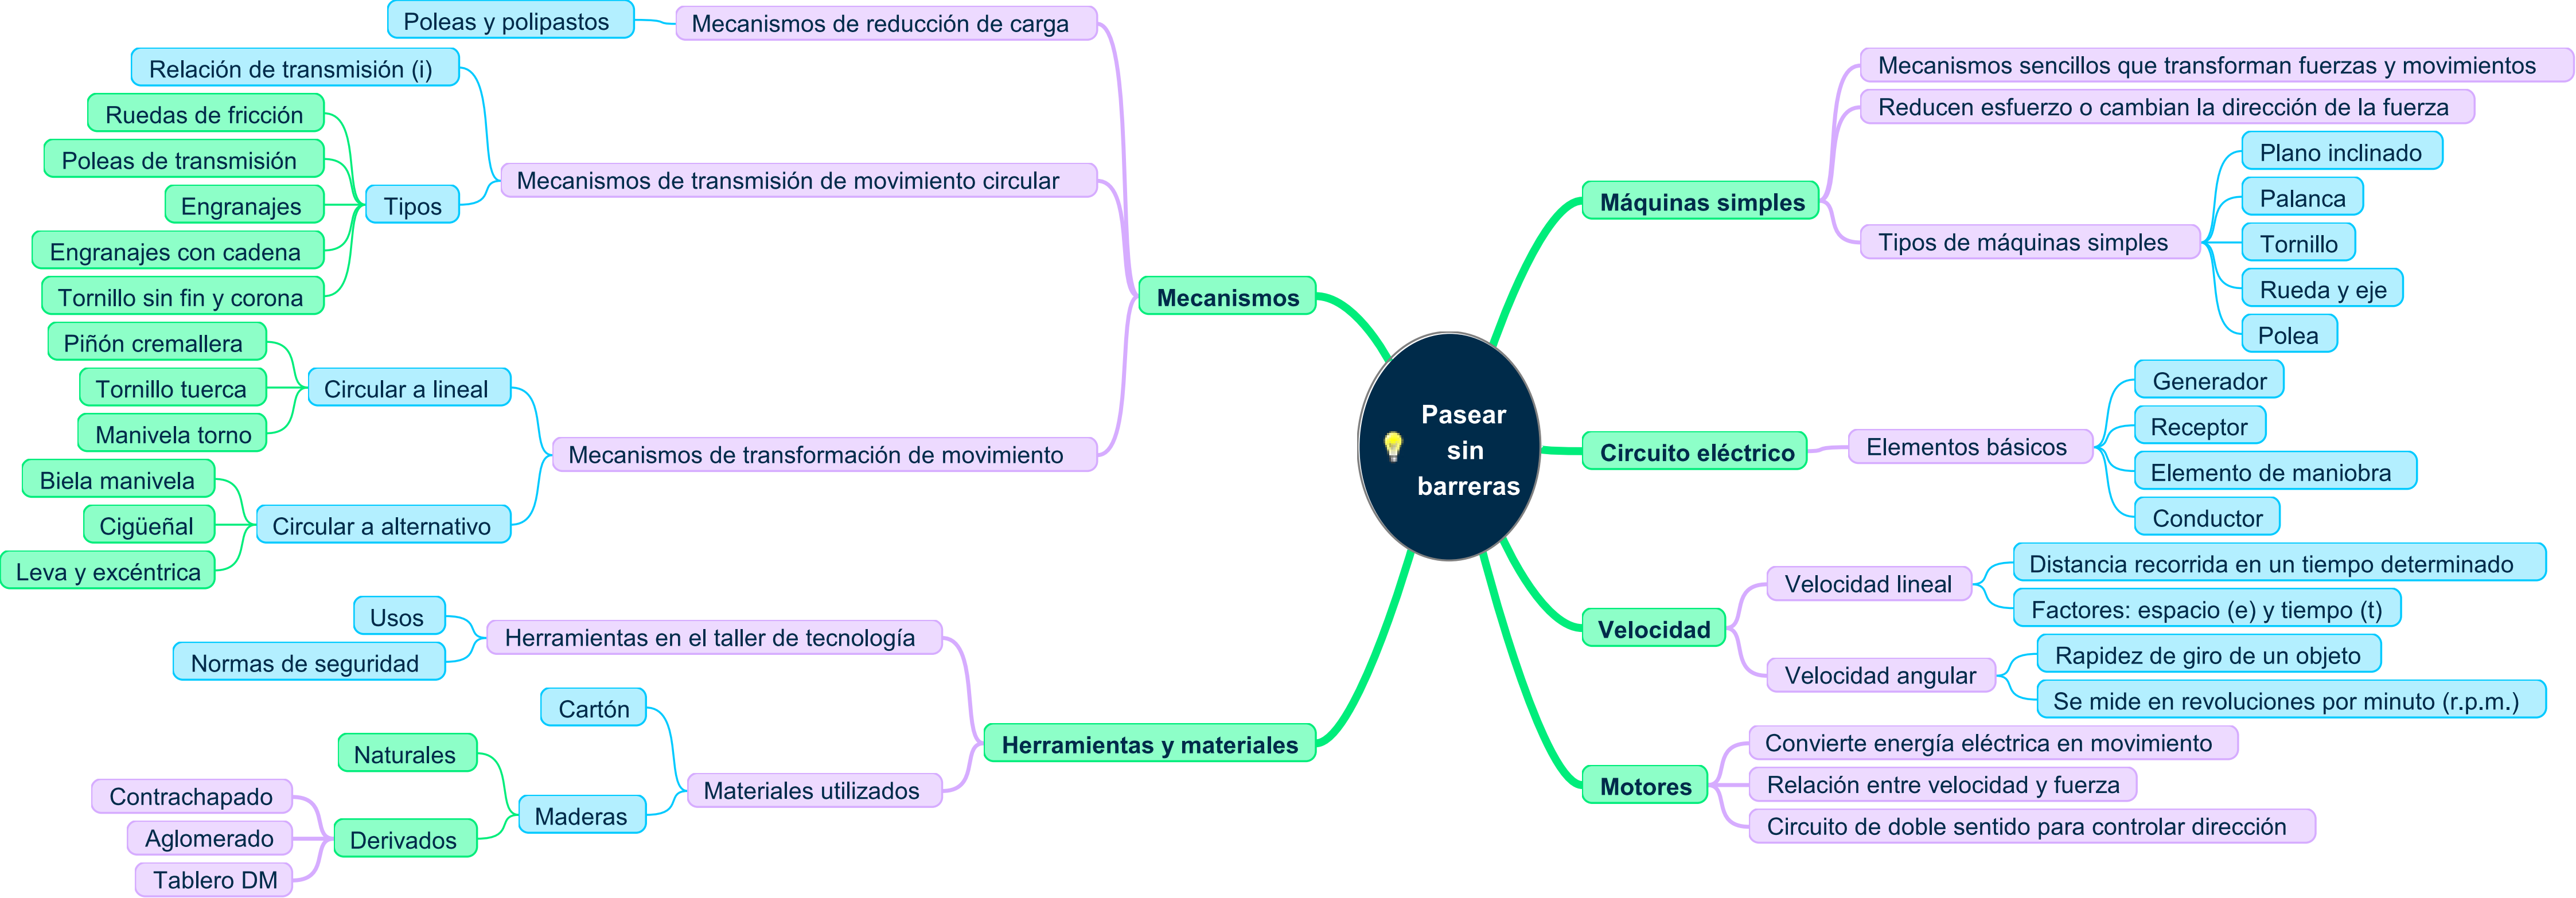 Pasear
sin
barreras
Máquinas simples
Mecanismos sencillos que transforman fuerzas y movimientos
Reducen esfuerzo o cambian la dirección de la fuerza
Tipos de máquinas simples
Plano inclinado
Palanca
Tornillo
Rueda y eje
Polea
Circuito eléctrico
Elementos básicos
Generador
Receptor
Elemento de maniobra
Conductor
Velocidad
Velocidad lineal
Distancia recorrida en un tiempo determinado
Factores: espacio (e) y tiempo (t)
Velocidad angular
Rapidez de giro de un objeto
Se mide en revoluciones por minuto (r.p.m.)
Motores
Convierte energía eléctrica en movimiento
Relación entre velocidad y fuerza
Circuito de doble sentido para controlar dirección
Mecanismos
Mecanismos de reducción de carga
Poleas y polipastos
Mecanismos de transmisión de movimiento circular
Relación de transmisión (i)
Tipos
Ruedas de fricción
Poleas de transmisión
Engranajes
Engranajes con cadena
Tornillo sin fin y corona
Mecanismos de transformación de movimiento
Circular a lineal
Piñón cremallera
Tornillo tuerca
Manivela torno
Circular a alternativo
Biela manivela
Cigüeñal
Leva y excéntrica
Herramientas y materiales
Herramientas en el taller de tecnología
Usos
Normas de seguridad
Materiales utilizados
Cartón
Maderas
Naturales
Derivados
Contrachapado
Aglomerado
Tablero DM